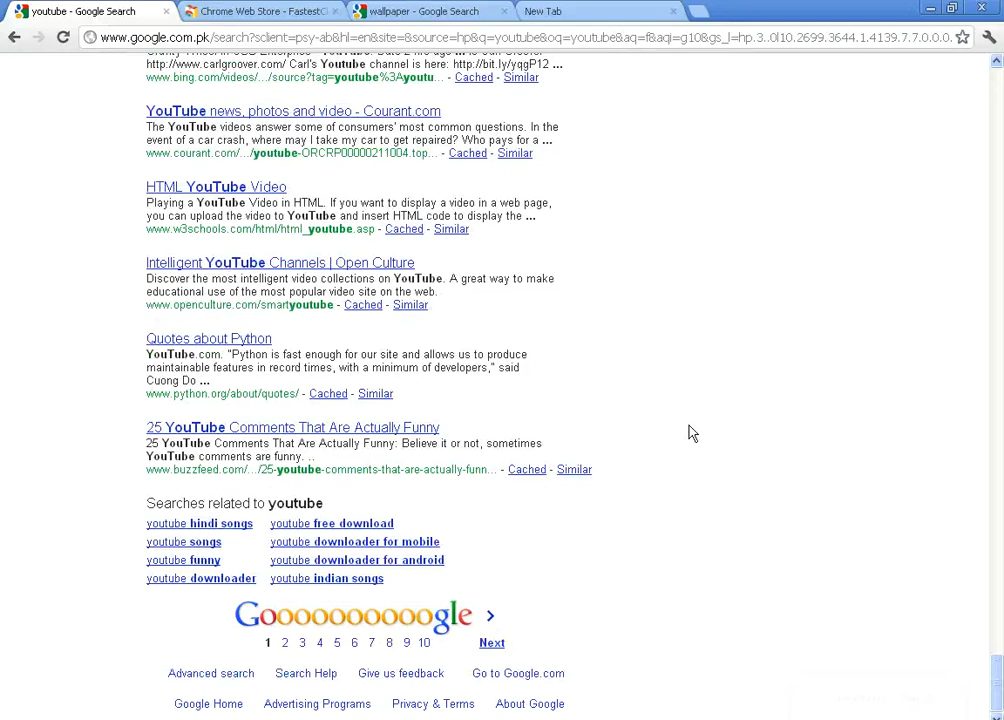 youtube - Google Search
Chrome Web Store - FastestC
wallpaper - Google Search
New Tab
www.google.com.pk/search?sclient=psy-ab&hl=en&site=&source=hp&q=youtube&oq=youtube&aq=f&aqi=g10&gs_l=hp.3..0l10.2699.3644.1.4139.7.7.0.0.0.0.
http://www.carlgroover.com/ Carl's Youtube channel is here: http://bit.ly/yqgP12 ...
www.bing.com/videos/.../source?tag=youtube%3Ayoutu... - Cached - Similar
YouTube news, photos and video - Courant.com
The YouTube videos answer some of consumers' most common questions. In the
event of a car crash, where may I take my car to get repaired? Who pays for a ...
www.courant.com/.../youtube-ORCRP00000211004.top... - Cached - Similar
HTML YouTube Video
Playing a YouTube Video in HTML. If you want to display a video in a web page,
you can upload the video to YouTube and insert HTML code to display the ...
www.w3schools.com/html/html_youtube.asp - Cached - Similar
Intelligent YouTube Channels | Open Culture
Discover the most intelligent video collections on YouTube. A great way to make
educational use of the most popular video site on the web.
www.openculture.com/smartyoutube - Cached - Similar
Quotes about Python
YouTube.com. "Python is fast enough for our site and allows us to produce
maintainable features in record times, with a minimum of developers," said
Cuong Do ...
www.python.org/about/quotes/ - Cached - Similar
25 YouTube Comments That Are Actually Funny
25 YouTube Comments That Are Actually Funny: Believe it or not, sometimes
YouTube comments are funny. ..
www.buzzfeed.com/.../25-youtube-comments-that-are-actually-funn... - Cached - Similar
Searches related to youtube
youtube hindi songs youtube free download
youtube songs youtube downloader for mobile
youtube funny youtube downloader for android
youtube downloader youtube indian songs
Goooooooooogle >
1 2 3 4 5 6 7 8 9 10 Next
Advanced search Search Help Give us feedback Go to Google.com
Google Home Advertising Programs Privacy & Terms About Google